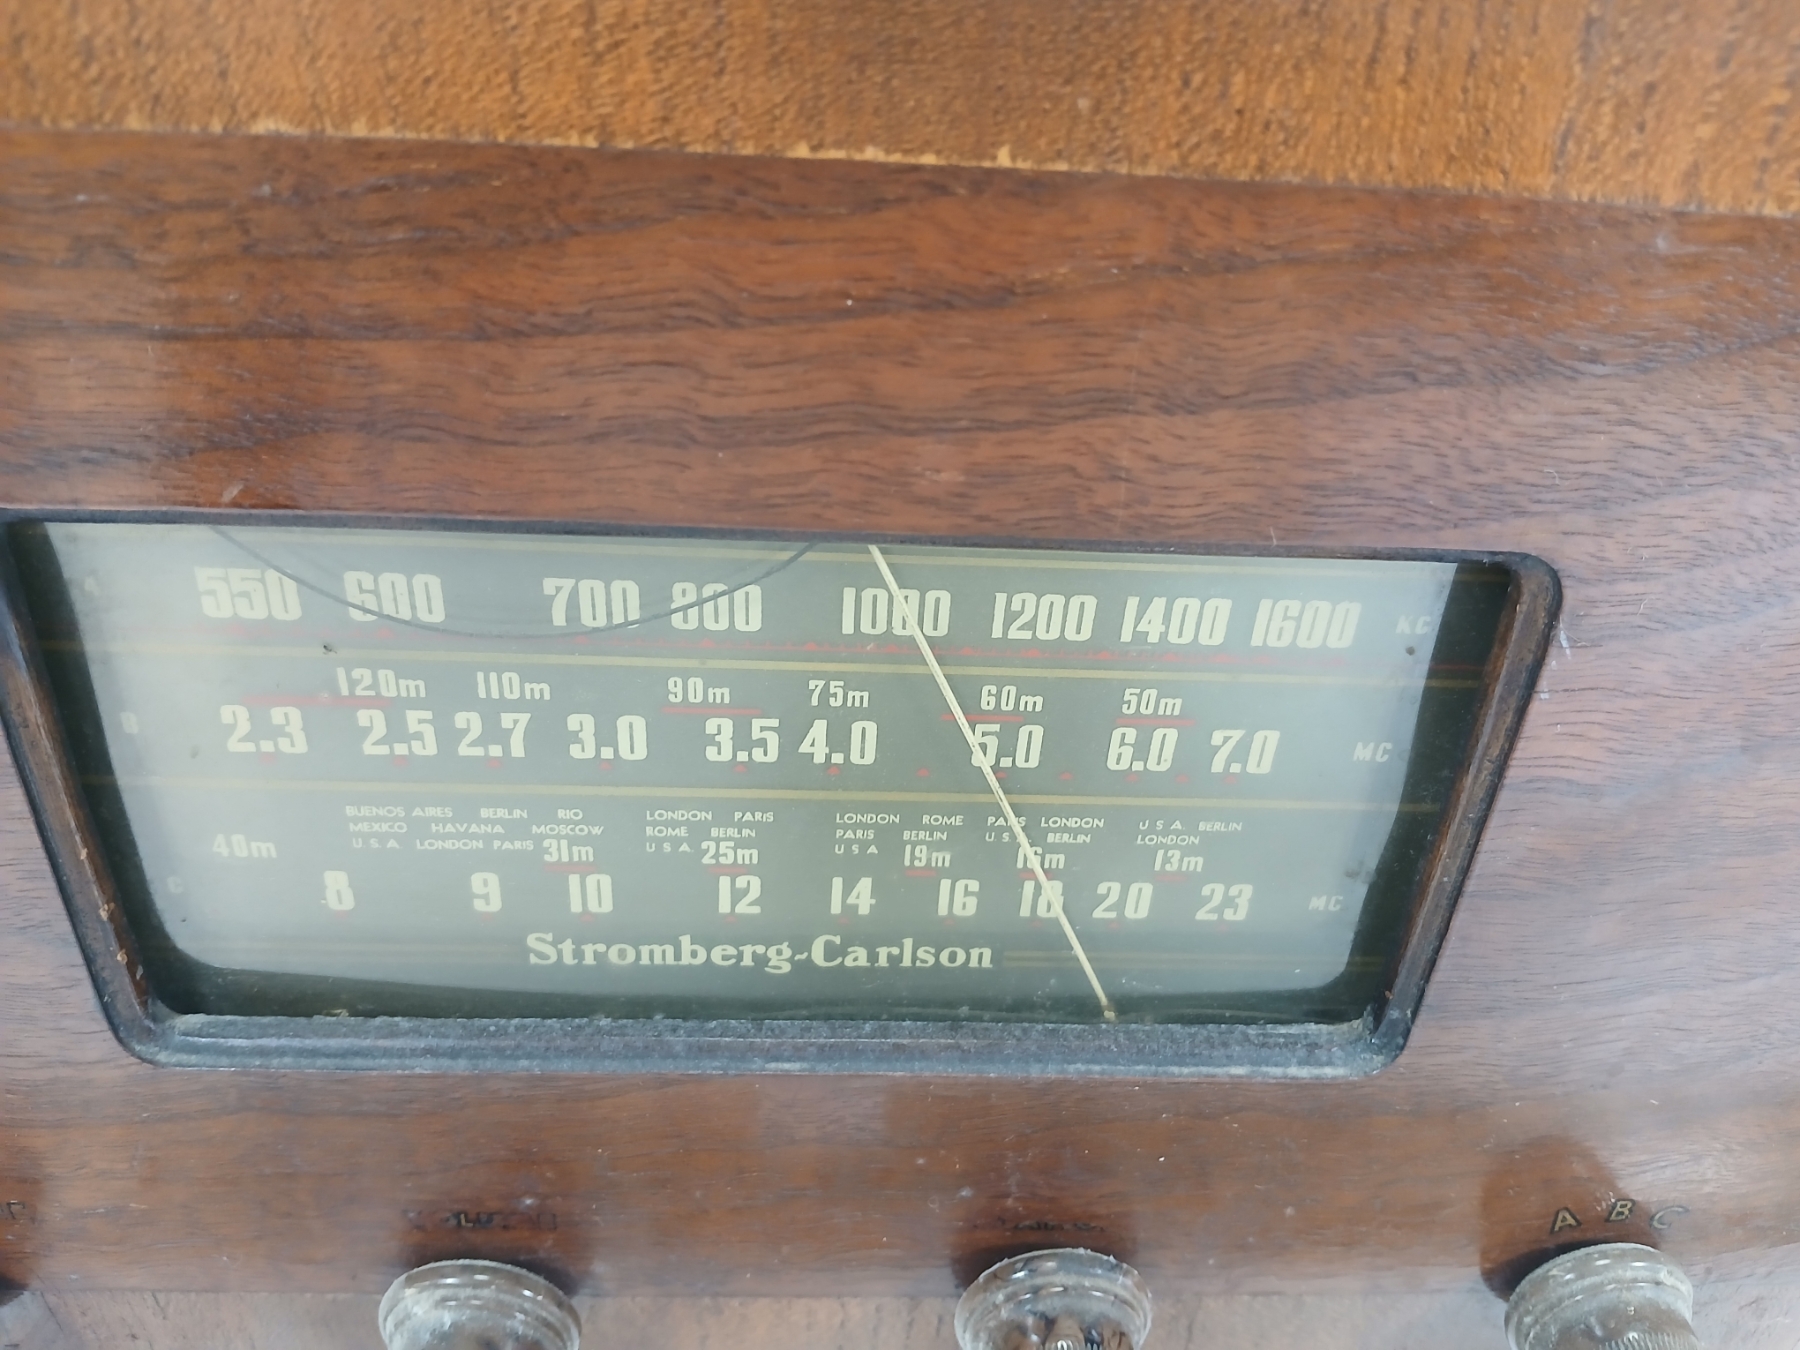 A 550 600 700 800 1000 1200 1400 1600 KC
120m 110m 90m 75m 60m 50m
B 2.3 2.5 2.7 3.0 3.5 4.0 5.0 6.0 7.0 MC
BUENOS AIRES BERLIN RIO LONDON PARIS LONDON ROME PARIS LONDON U S A. BERLIN
MEXICO HAVANA MOSCOW ROME BERLIN PARIS BERLIN U S. BERLIN LONDON
40m U. S. A. LONDON PARIS 31m U S A. 25m U S A 19m 16m 13m
C 8 9 10 12 14 16 18 20 23 MC
Stromberg-Carlson
A B C